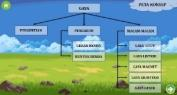 GAYA
PETA KONSEP
PENGERTIAN
PENGARUH
MACAM-MACAM
GERAK BENDA
BENTUK BENDA
GAYA OTOT
GAYA LISTRIK
GAYA MAGNET
GAYA GRAVITASI
GAYA GESEK